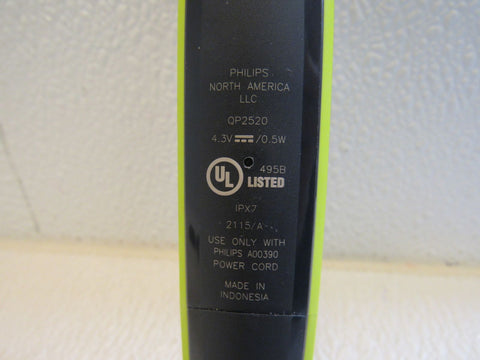 PHILIPS
NORTH AMERICA
LLC
QP2520
4.3V⎓/0.5W
495B
UL LISTED
IPX7
2115/A
USE ONLY WITH
PHILIPS A00390
POWER CORD
MADE IN
INDONESIA